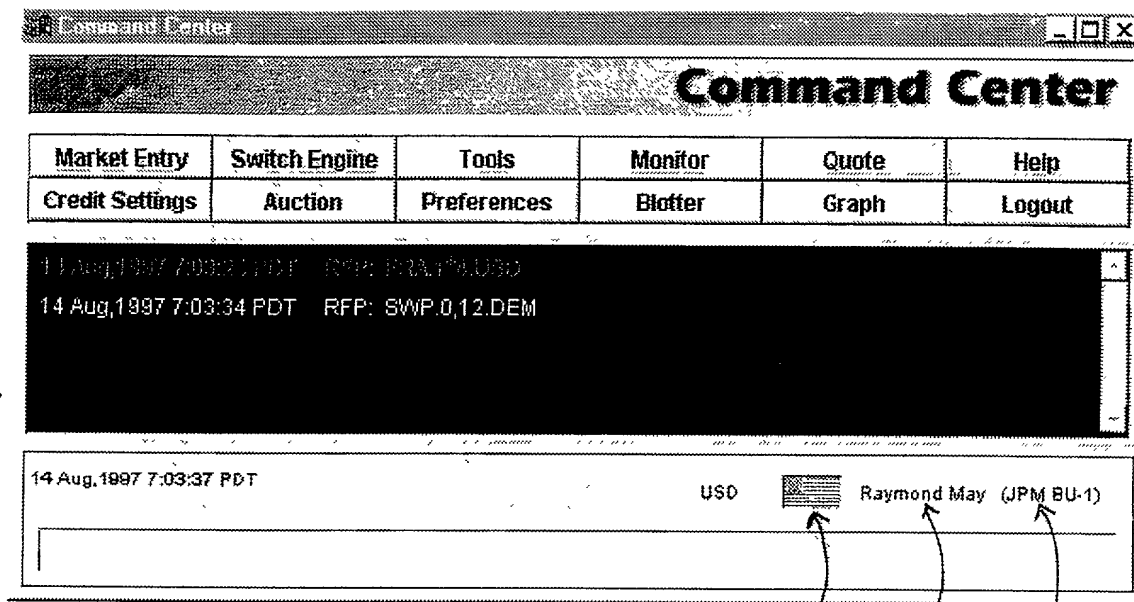 Command Center
Command Center
Market Entry Switch Engine Tools Monitor Quote Help
Credit Settings Auction Preferences Blotter Graph Logout
14 Aug,1997 7:03:34 PDT RFP: SWP.0,12.DEM
14 Aug,1997 7:03:37 PDT USD Raymond May (JPM BU-1)